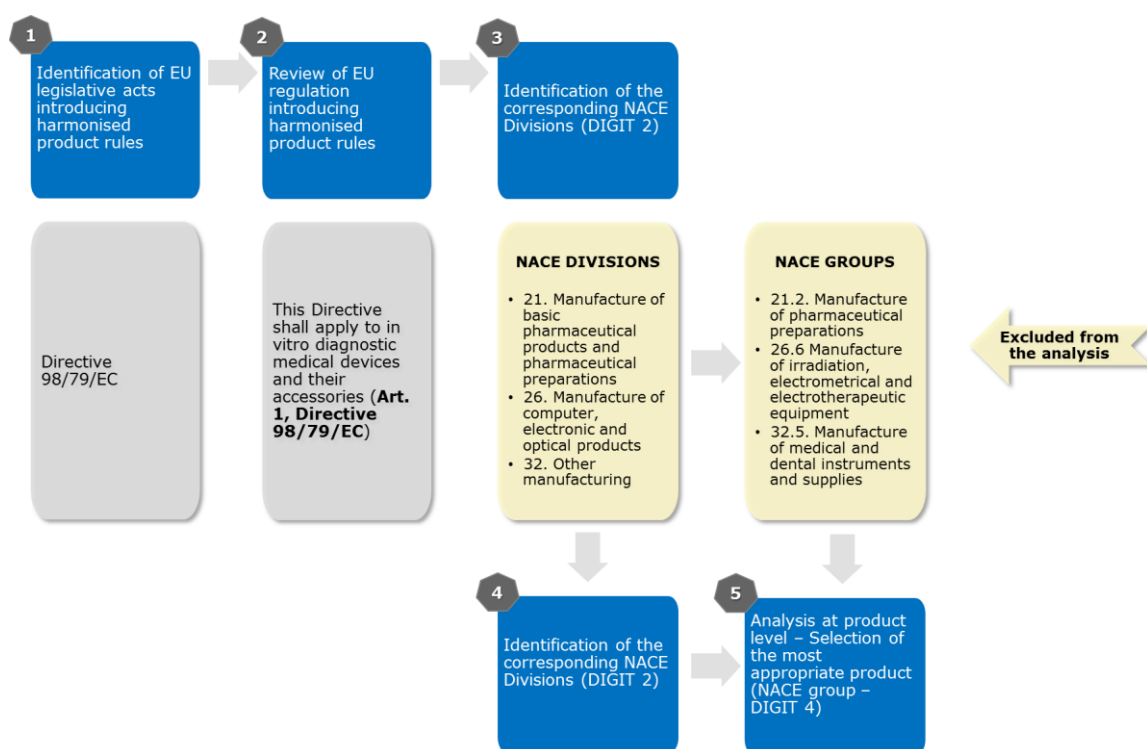 1
Identification of EU
legislative acts
introducing
harmonised
product rules
2
Review of EU
regulation
introducing
harmonised
product rules
3
Identification of the
corresponding NACE
Divisions (DIGIT 2)
Directive
98/79/EC
This Directive
shall apply to in
vitro diagnostic
medical devices
and their
accessories (Art.
1, Directive
98/79/EC)
NACE DIVISIONS
• 21. Manufacture of
basic
pharmaceutical
products and
pharmaceutical
preparations
• 26. Manufacture of
computer,
electronic and
optical products
• 32. Other
manufacturing
NACE GROUPS
• 21.2. Manufacture
of pharmaceutical
preparations
• 26.6 Manufacture
of irradiation,
electrometrical and
electrotherapeutic
equipment
• 32.5. Manufacture
of medical and
dental instruments
and supplies
Excluded from
the analysis
4
Identification of the
corresponding NACE
Divisions (DIGIT 2)
5
Analysis at product
level – Selection of
the most
appropriate product
(NACE group –
DIGIT 4)